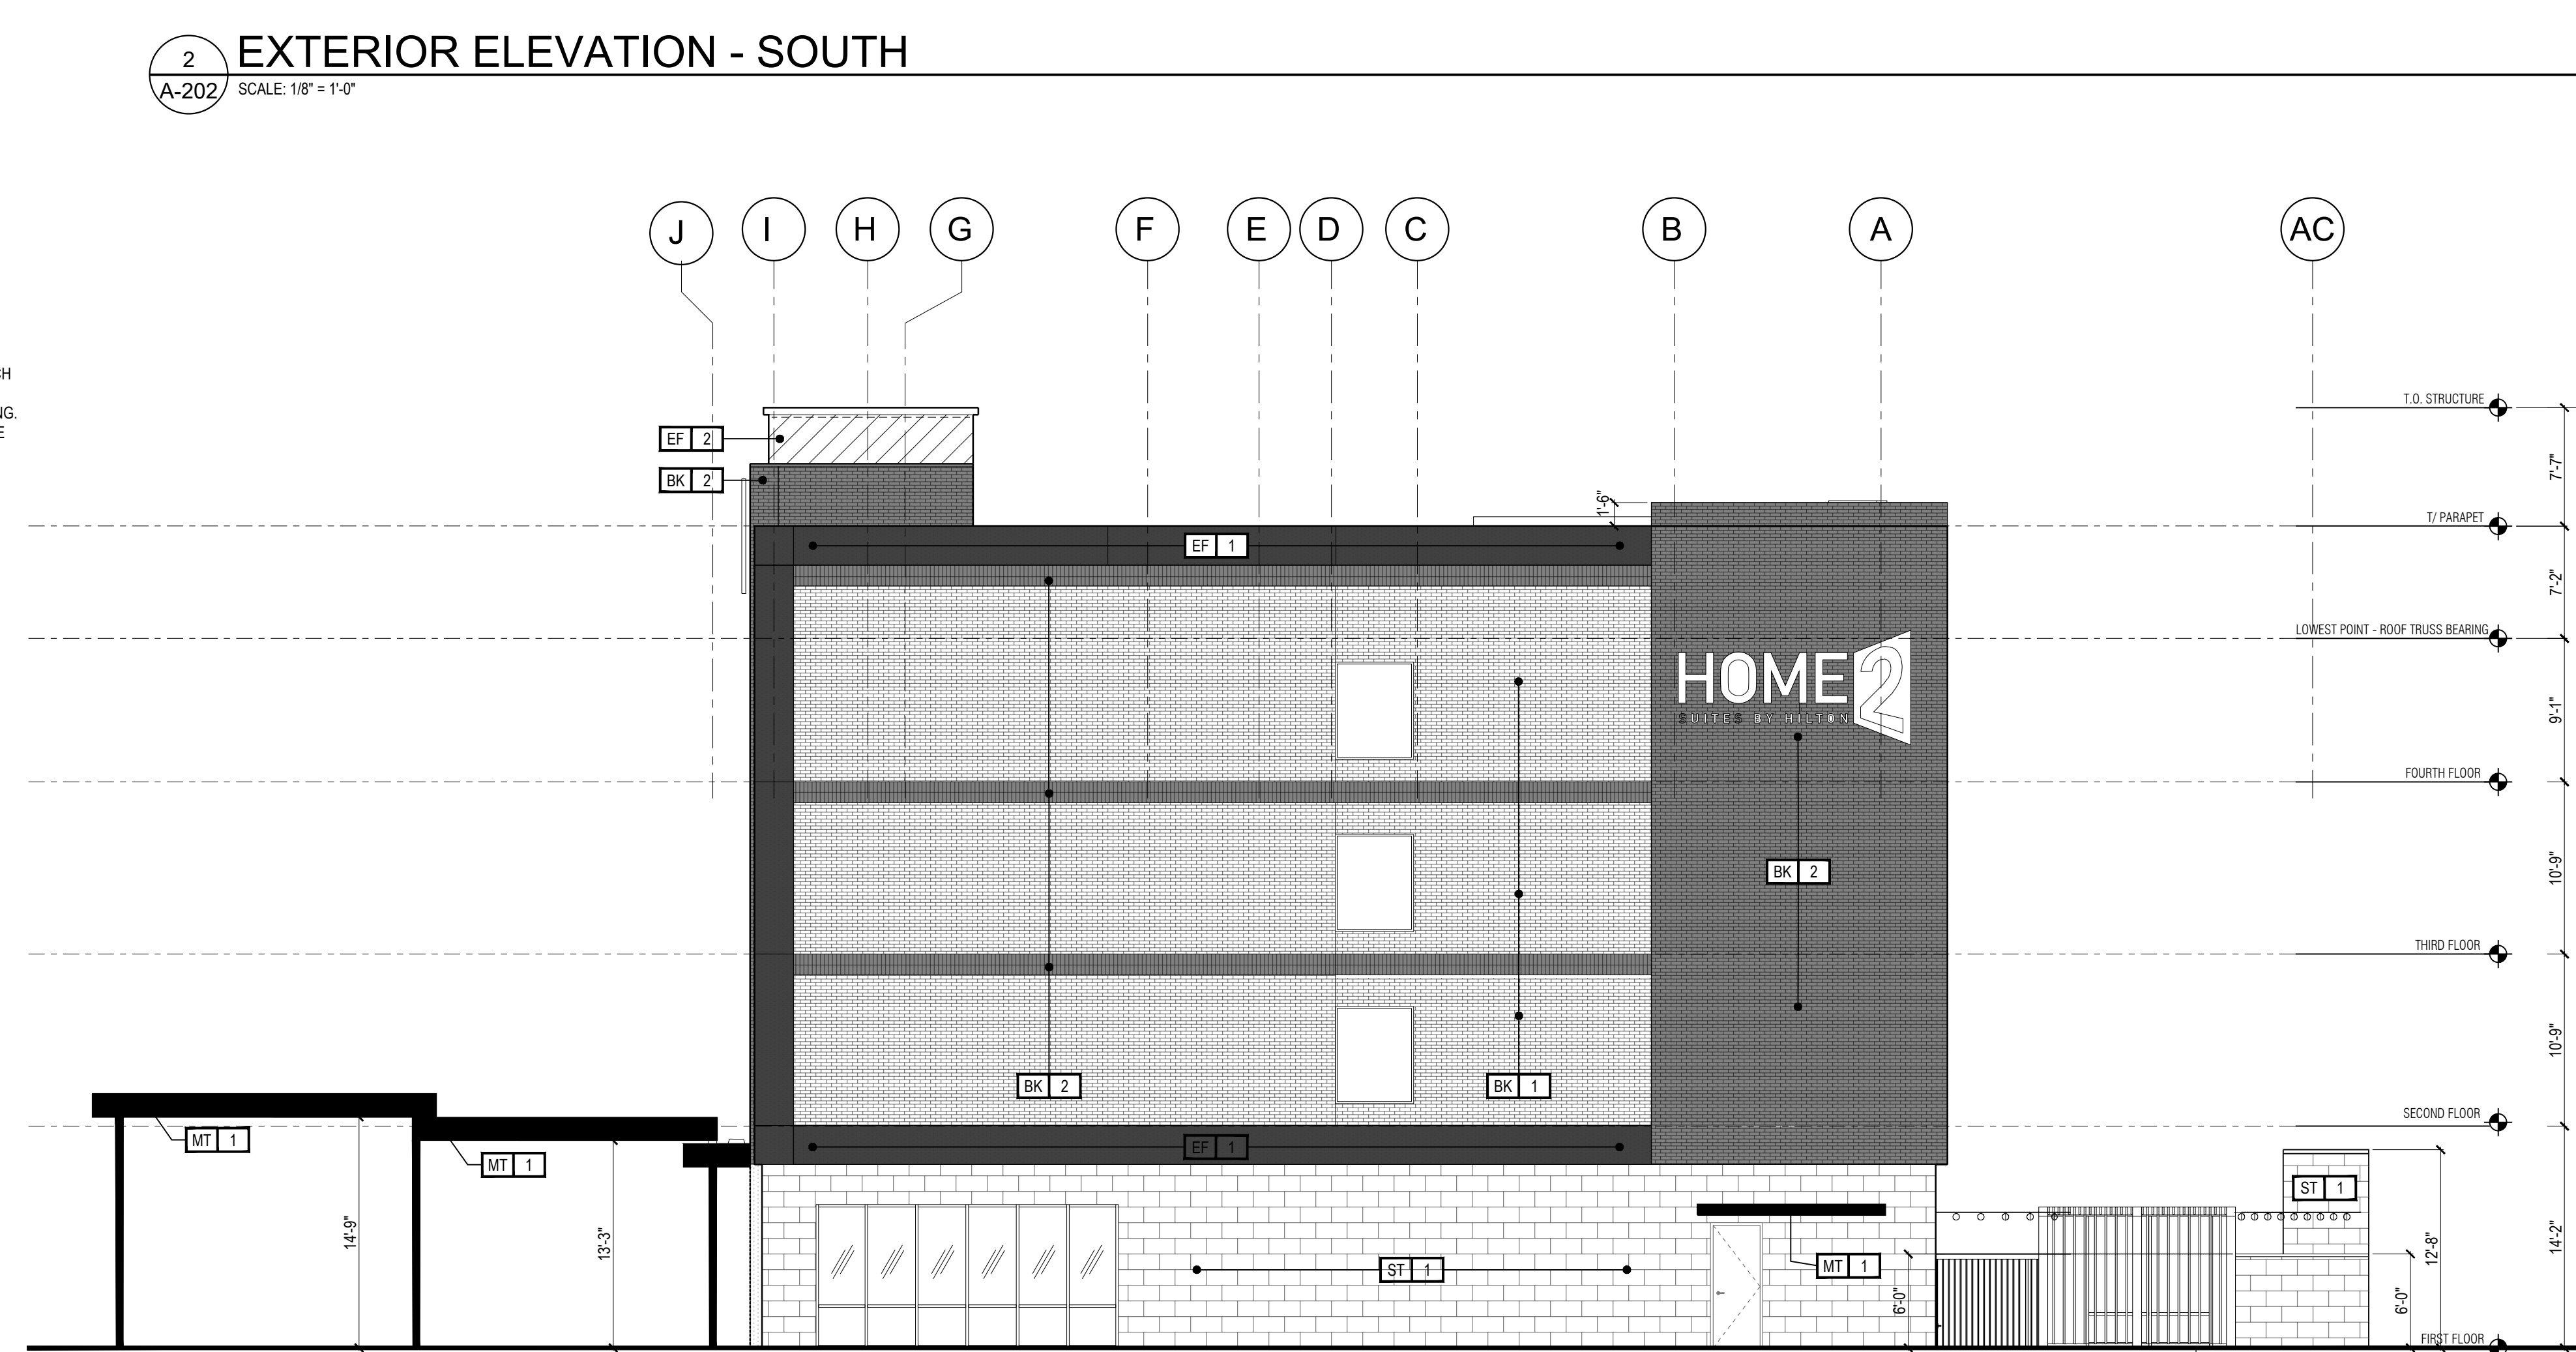 2
A-202
EXTERIOR ELEVATION - SOUTH
SCALE: 1/8" = 1'-0"
J I H G F E D C B A AC
CH
NG.
E
T.O. STRUCTURE
EF 2
7'-7"
BK 2
1'-6"
T/ PARAPET
EF 1
7'-2"
LOWEST POINT - ROOF TRUSS BEARING
HOME 2
SUITES BY HILTON
9'-1"
FOURTH FLOOR
BK 2
10'-9"
THIRD FLOOR
10'-9"
BK 2
BK 1
SECOND FLOOR
MT 1
MT 1
EF 1
ST 1
14'-9"
13'-3"
ST 1
MT 1
6'-0"
6'-0"
12'-8"
14'-2"
FIRST FLOOR